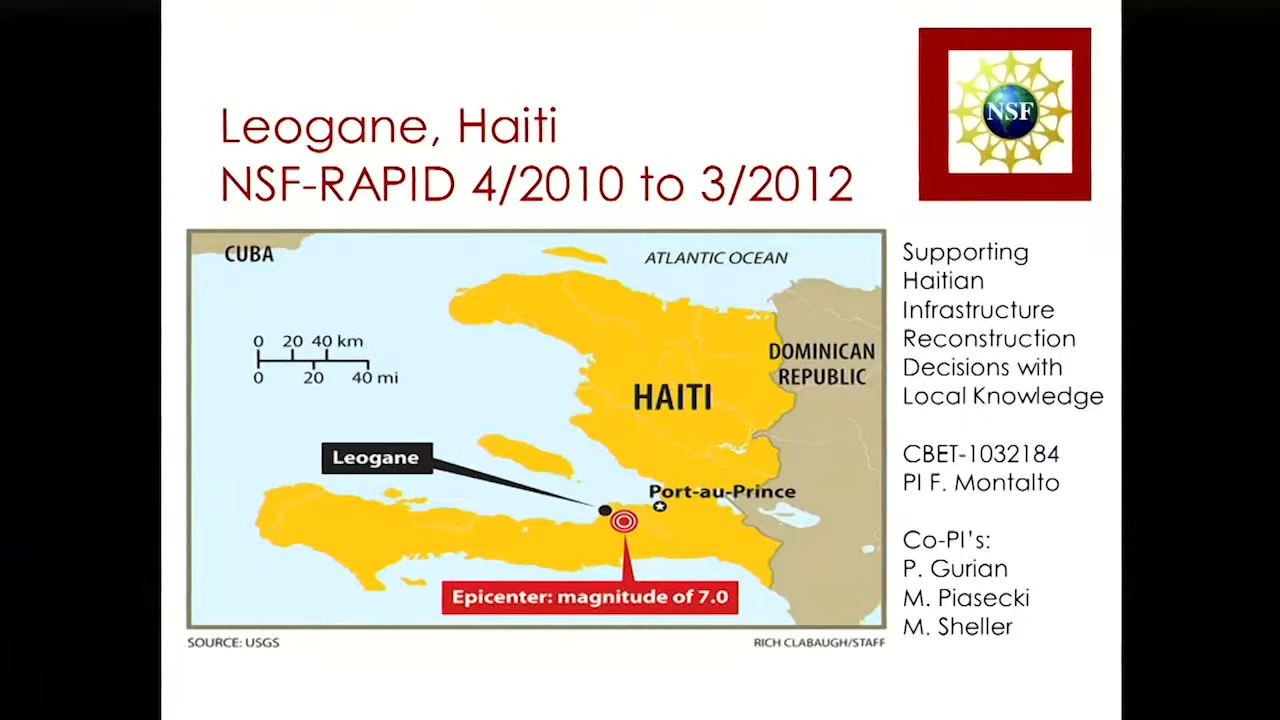 Leogane, Haiti
NSF-RAPID 4/2010 to 3/2012
NSF
CUBA
ATLANTIC OCEAN
0 20 40 km
0 20 40 mi
DOMINICAN
REPUBLIC
HAITI
Leogane
Port-au-Prince
Epicenter: magnitude of 7.0
SOURCE: USGS
RICH CLABAUGH/STAFF
Supporting
Haitian
Infrastructure
Reconstruction
Decisions with
Local Knowledge
CBET-1032184
PI F. Montalto
Co-PI's:
P. Gurian
M. Piasecki
M. Sheller